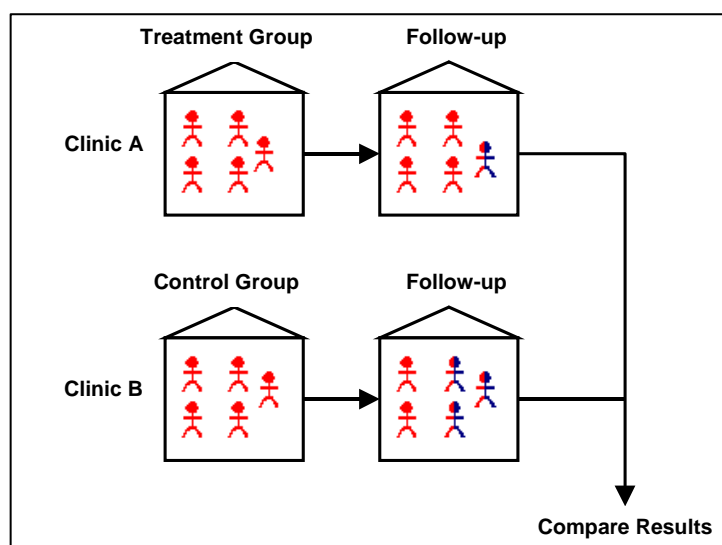 Treatment Group
Follow-up
Clinic A
Control Group
Follow-up
Clinic B
Compare Results